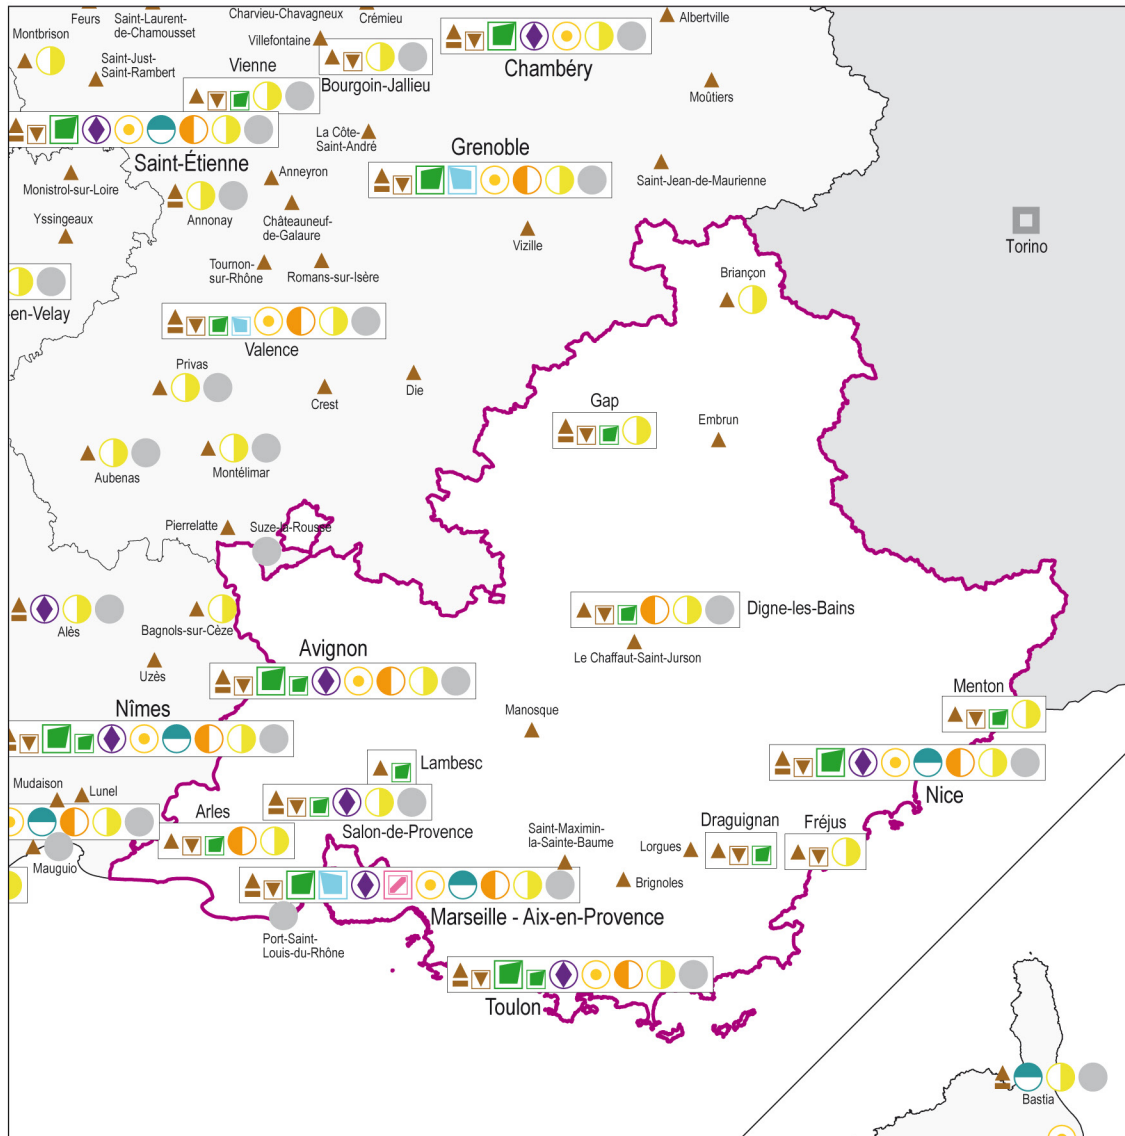 Feurs
Saint-Laurent-
de-Chamousset
Charvieu-Chavagneux
Crémieu
Albertville
Montbrison
Villefontaine
Saint-Just-
Saint-Rambert
Vienne
Bourgoin-Jallieu
Chambéry
Moûtiers
La Côte-
Saint-André
Grenoble
Saint-Étienne
Saint-Jean-de-Maurienne
Monistrol-sur-Loire
Anneyron
Annonay
Châteauneuf-
de-Galaure
Yssingeaux
Vizille
Torino
Tournon-
sur-Rhône
Romans-sur-Isère
Briançon
-en-Velay
Valence
Privas
Die
Crest
Gap
Embrun
Aubenas
Montélimar
Pierrelatte
Suze-la-Rousse
Alès
Bagnols-sur-Cèze
Digne-les-Bains
Le Chaffaut-Saint-Jurson
Avignon
Uzès
Menton
Nîmes
Manosque
Lambesc
Mudaison
Lunel
Nice
Arles
Salon-de-Provence
Saint-Maximin-
la-Sainte-Baume
Draguignan
Fréjus
Lorgues
Mauguio
Brignoles
Marseille - Aix-en-Provence
Port-Saint-
Louis-du-Rhône
Toulon
Bastia